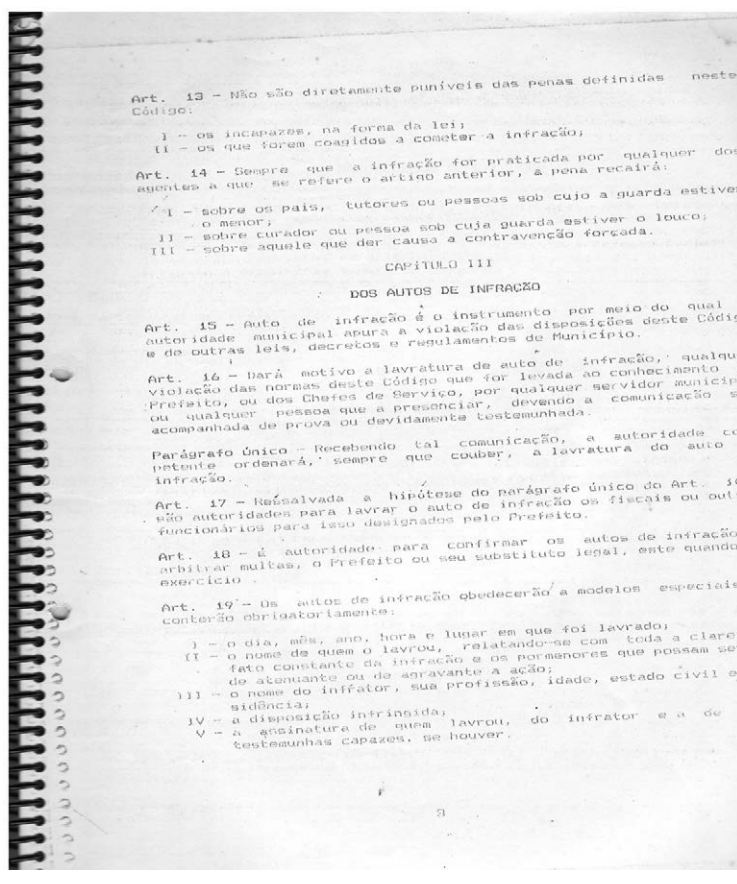 Art. 13 - Não são diretamente puníveis das penas definidas neste
Código:
I - os incapazes, na forma da lei;
II - os que forem coagidos a cometer a infração;
Art. 14 - Sempre que a infração for praticada por qualquer dos
agentes a que se refere o artigo anterior, a pena recairá:
I - sobre os pais, tutores ou pessoas sob cujo a guarda estiver
o menor;
II - sobre curador ou pessoa sob cuja guarda estiver o louco;
III - sobre aquele que der causa a contravenção forçada.
CAPÍTULO III
DOS AUTOS DE INFRAÇÃO
Art. 15 - Auto de infração é o instrumento por meio do qual
autoridade municipal apura a violação das disposições deste Códig
e de outras leis, decretos e regulamentos de Município.
Art. 16 - Dará motivo a lavratura de auto de infração, qualqu
violação das normas deste Código que for levada ao conhecimento
Prefeito, ou dos Chefes de Serviço, por qualquer servidor municip
ou qualquer pessoa que a presenciar, devendo a comunicação s
acompanhada de prova ou devidamente testemunhada.
Parágrafo único - Recebendo tal comunicação, a autoridade co
petente ordenará, sempre que couber, a lavratura do auto
infração.
Art. 17 - Ressalvada a hipótese do parágrafo único do Art. 16
são autoridades para lavrar o auto de infração os fiscais ou out
funcionários para isso designados pelo Prefeito.
Art. 18 - É autoridade para confirmar os autos de infração
arbitrar multas, o Prefeito ou seu substituto legal, este quando
exercício .
Art. 19 - Os autos de infração obedecerão a modelos especiais
conterão obrigatoriamente:
I - o dia, mês, ano, hora e lugar em que foi lavrado;
II - o nome de quem o lavrou, relatando-se com toda a clare
fato constante da infração e os pormenores que possam se
de atenuante ou de agravante a ação;
III - o nome do infrator, sua profissão, idade, estado civil e
sidência;
IV - a disposição infringida;
V - a assinatura de quem lavrou, do infrator e a de
testemunhas capazes, se houver.